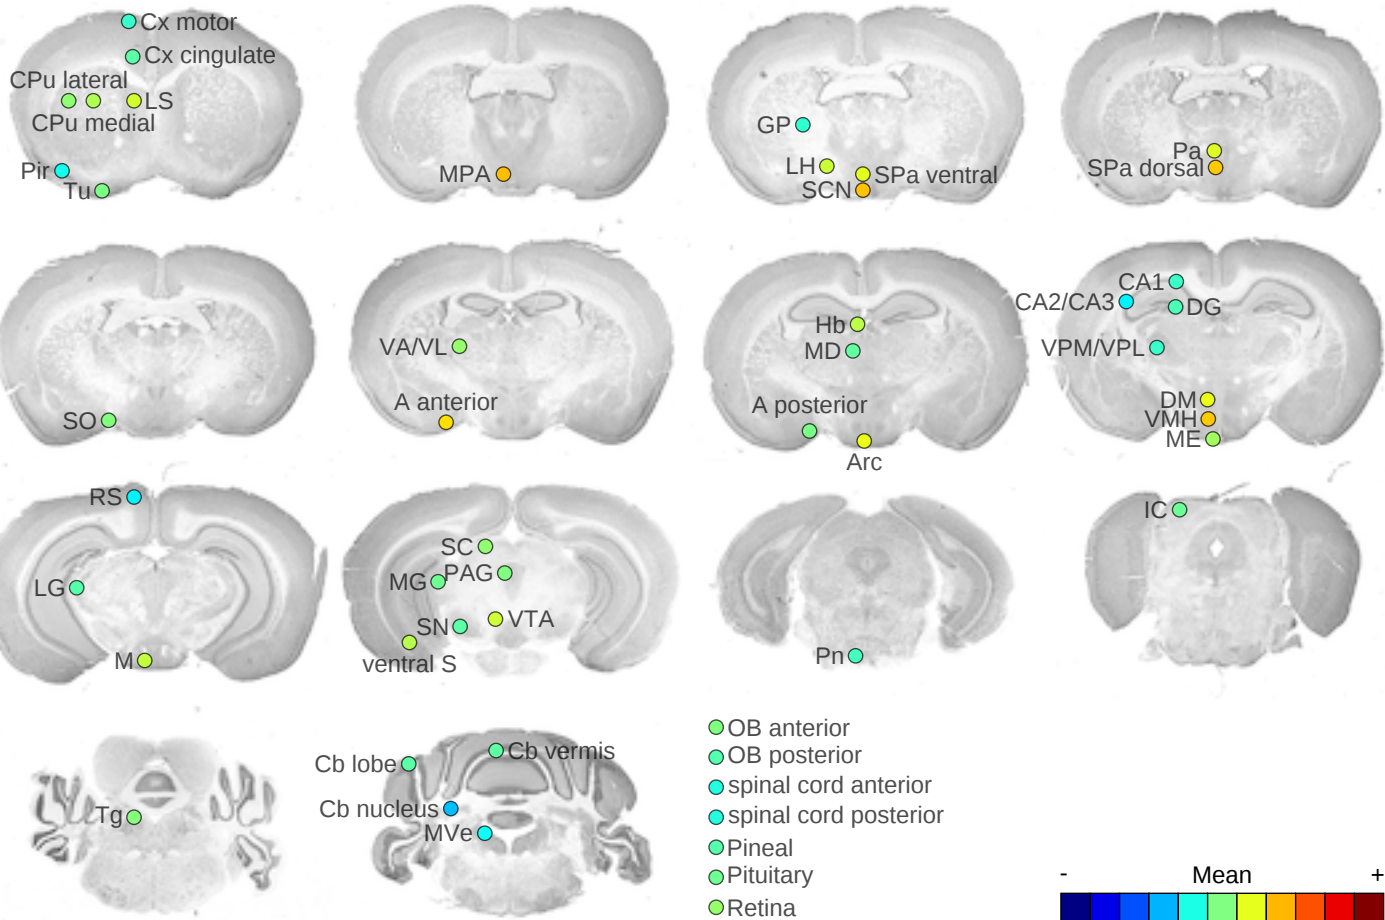 Cx motor
Cx cingulate
CPu lateral
LS
CPu medial
Pir
Tu
MPA
GP
LH
SPa ventral
SCN
Pa
SPa dorsal
SO
VA/VL
A anterior
Hb
MD
A posterior
Arc
CA1
CA2/CA3
DG
VPM/VPL
DM
VMH
ME
RS
LG
M
SC
MG
PAG
SN
VTA
ventral S
Pn
IC
Tg
Cb lobe
Cb vermis
Cb nucleus
MVe
OB anterior
OB posterior
spinal cord anterior
spinal cord posterior
Pineal
Pituitary
Retina
- Mean +